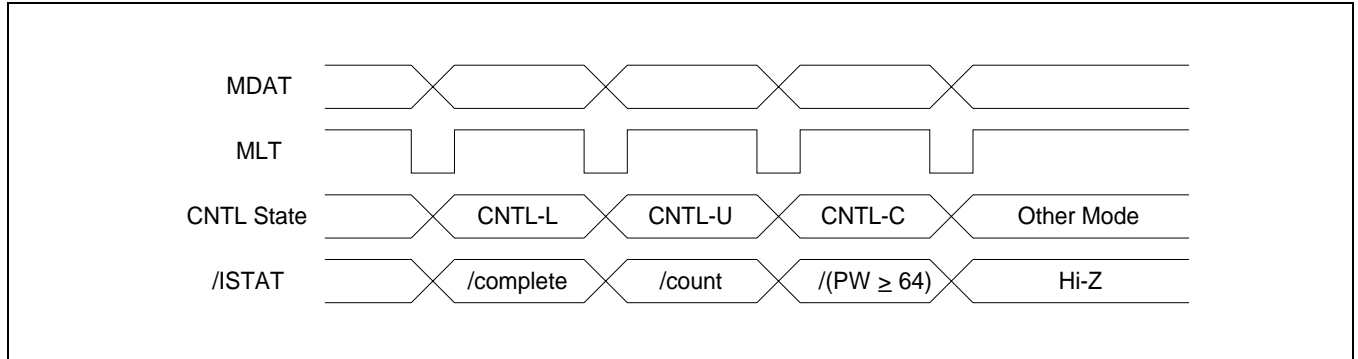 MDAT
MLT
CNTL State CNTL-L CNTL-U CNTL-C Other Mode
/ISTAT /complete /count /(PW ≥ 64) Hi-Z